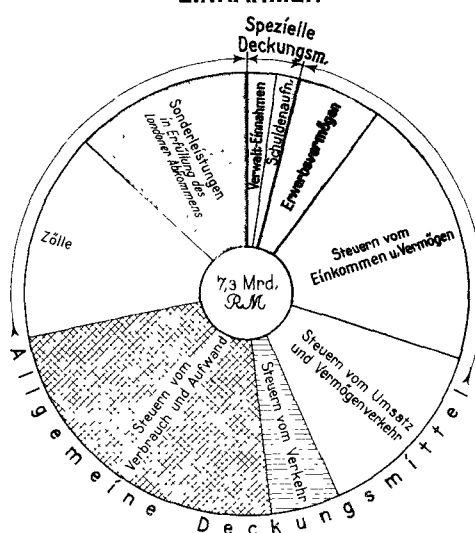 Spezielle
Deckungsm.
Verwalt.-Einnahmen
Schuldenaufn.
Erwerbsvermögen
Steuern vom
Einkommen u. Vermögen
Steuern vom Umsatz
und Vermögenverkehr
Steuern vom Verkehr
Steuern vom
Verbrauch und Aufwand
Zölle
Sonderleistungen
in Erfüllung des
Londoner Abkommens
7,3 Mrd.
RM
Allgemeine Deckungsmittel